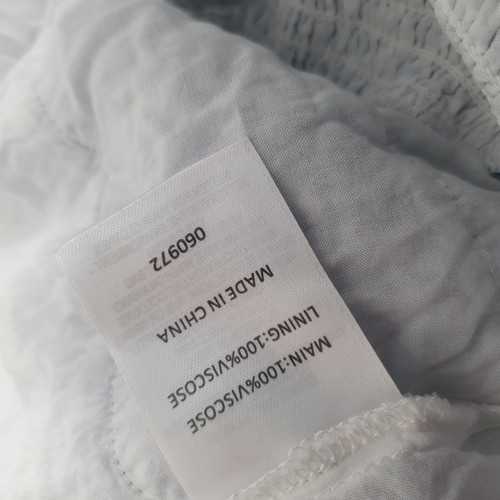 MAIN:100%VISCOSE
LINING:100%VISCOSE
MADE IN CHINA
060972